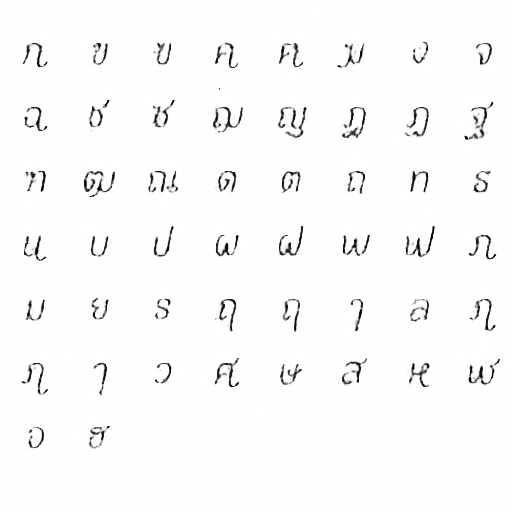 ก ข ฃ ค ฅ ฆ ง จ
ฉ ช ซ ฌ ญ ฎ ฏ ฐ
ฑ ฒ ณ ด ต ถ ท ธ
น บ ป ผ ฝ พ ฟ ภ
ม ย ร ฤ ฤ ๅ ล ฦ
ฦ ๅ ว ศ ษ ส ห ฬ
อ ฮ